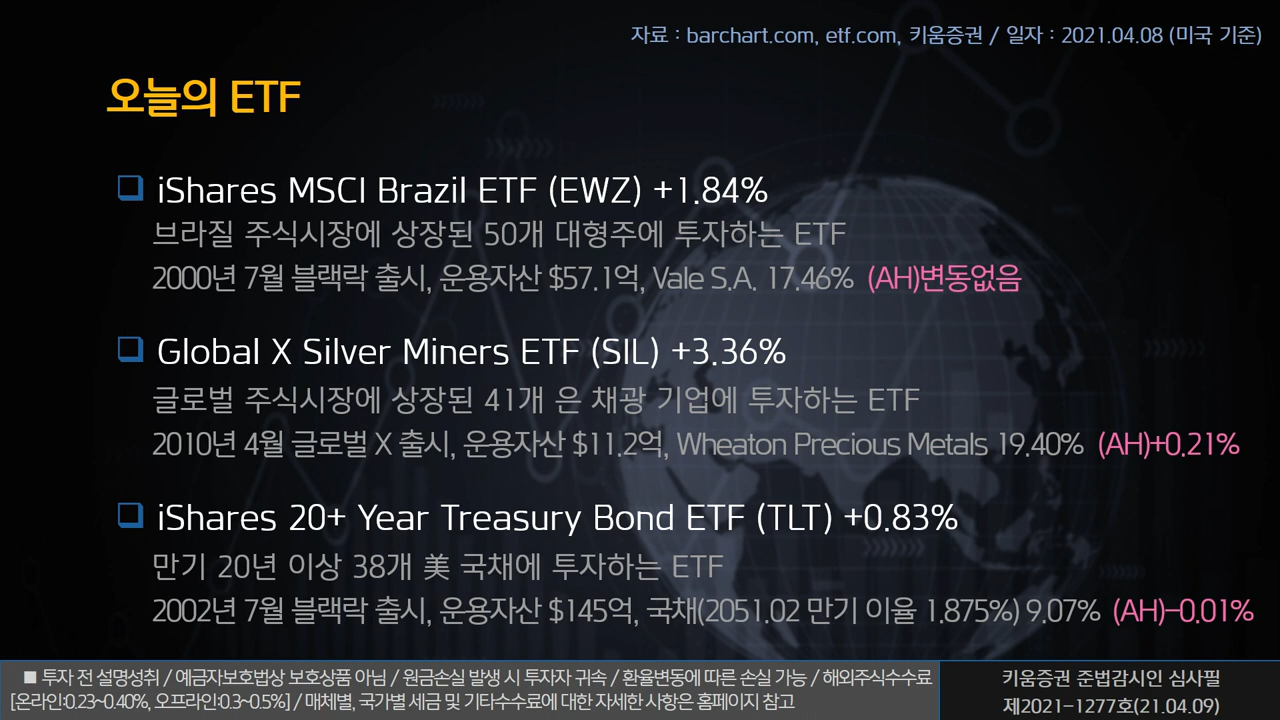 자료 : barchart.com, etf.com, 키움증권 / 일자 : 2021.04.08 (미국 기준)
오늘의 ETF
❑ iShares MSCI Brazil ETF (EWZ) +1.84%
브라질 주식시장에 상장된 50개 대형주에 투자하는 ETF
2000년 7월 블랙락 출시, 운용자산 $57.1억, Vale S.A. 17.46% (AH)변동없음
❑ Global X Silver Miners ETF (SIL) +3.36%
글로벌 주식시장에 상장된 41개 은 채광 기업에 투자하는 ETF
2010년 4월 글로벌 X 출시, 운용자산 $11.2억, Wheaton Precious Metals 19.40% (AH)+0.21%
❑ iShares 20+ Year Treasury Bond ETF (TLT) +0.83%
만기 20년 이상 38개 美 국채에 투자하는 ETF
2002년 7월 블랙락 출시, 운용자산 $145억, 국채(2051.02 만기 이율 1.875%) 9.07% (AH)-0.01%
■ 투자 전 설명성취 / 예금자보호법상 보호상품 아님 / 원금손실 발생 시 투자자 귀속 / 환율변동에 따른 손실 가능 / 해외주식수수료
[온라인:0.23~0.40%, 오프라인:0.3~0.5%] / 매체별, 국가별 세금 및 기타수수료에 대한 자세한 사항은 홈페이지 참고
키움증권 준법감시인 심사필
제2021-1277호(21.04.09)